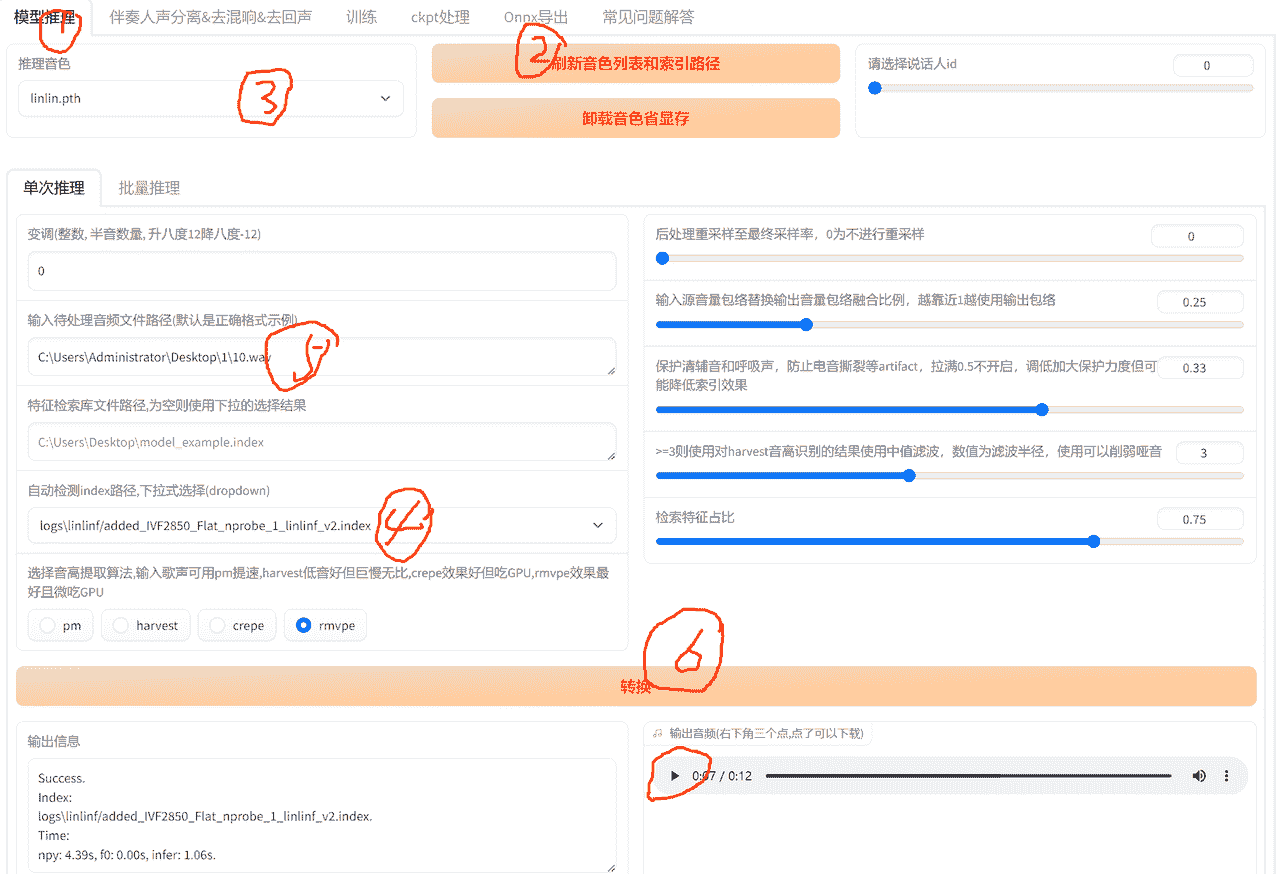 模型推理 伴奏人声分离&去混响&去回声 训练 ckpt处理 Onnx导出 常见问题解答
1
2
推理音色
linlin.pth
3
刷新音色列表和索引路径
卸载音色省显存
请选择说话人id
0
单次推理 批量推理
变调(整数, 半音数量, 升八度12降八度-12)
0
输入待处理音频文件路径(默认是正确格式示例)
C:\Users\Administrator\Desktop\1\10.wav
特征检索库文件路径,为空则使用下拉的选择结果
C:\Users\Desktop\model_example.index
自动检测index路径,下拉式选择(dropdown)
logs\linlinf/added_IVF2850_Flat_nprobe_1_linlinf_v2.index
4
选择音高提取算法,输入歌声可用pm提速,harvest低音好但巨慢无比,crepe效果好但吃GPU,rmvpe效果最
好且微吃GPU
pm harvest crepe rmvpe
后处理重采样至最终采样率，0为不进行重采样
0
输入源音量包络替换输出音量包络融合比例，越靠近1越使用输出包络
0.25
保护清辅音和呼吸声，防止电音撕裂等artifact，拉满0.5不开启，调低加大保护力度但可
能降低索引效果
0.33
>=3则使用对harvest音高识别的结果使用中值滤波，数值为滤波半径，使用可以削弱哑音
3
检索特征占比
0.75
6
转换
输出信息
Success.
Index:
logs\linlinf/added_IVF2850_Flat_nprobe_1_linlinf_v2.index.
Time:
npy: 4.39s, f0: 0.00s, infer: 1.06s.
输出音频(右下角三个点,点了可以下载)
0:07 / 0:12